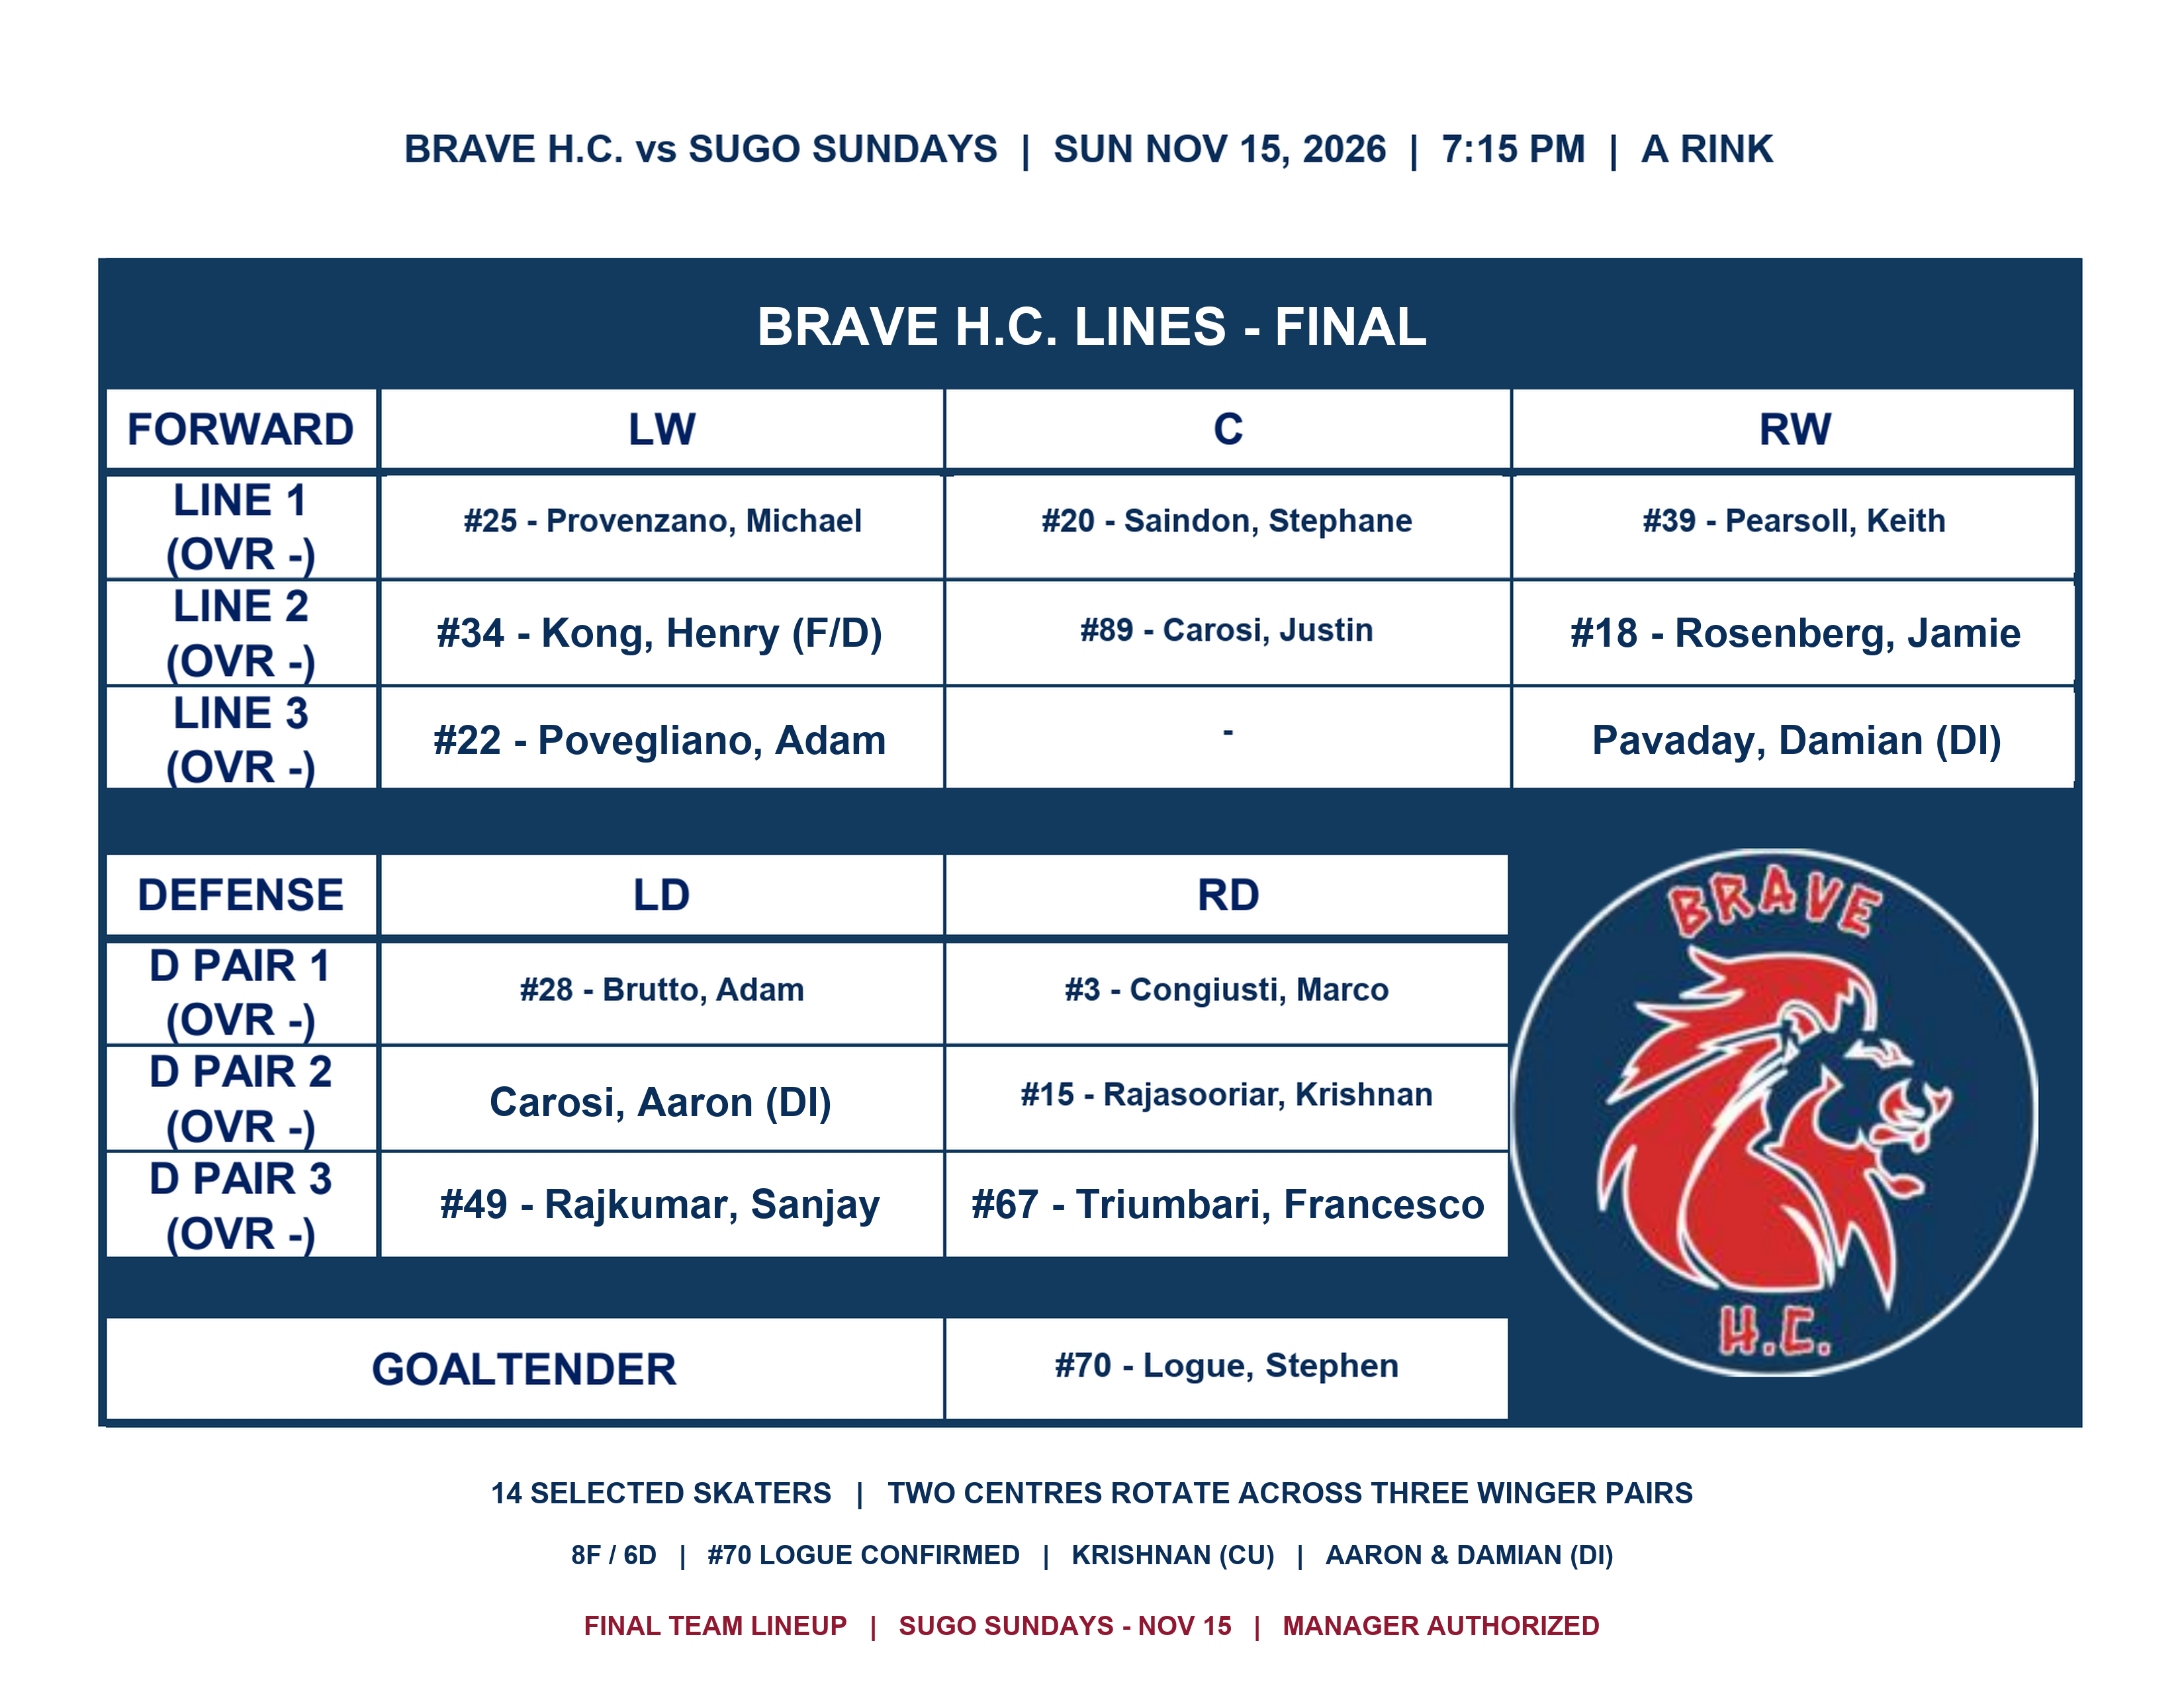 BRAVE H.C. vs SUGO SUNDAYS | SUN NOV 15, 2026 | 7:15 PM | A RINK
BRAVE H.C. LINES - FINAL
FORWARD LW C RW
LINE 1
(OVR -)
#25 - Provenzano, Michael #20 - Saindon, Stephane #39 - Pearsoll, Keith
LINE 2
(OVR -)
#34 - Kong, Henry (F/D) #89 - Carosi, Justin #18 - Rosenberg, Jamie
LINE 3
(OVR -)
#22 - Povegliano, Adam - Pavaday, Damian (DI)
DEFENSE LD RD
D PAIR 1
(OVR -)
#28 - Brutto, Adam #3 - Congiusti, Marco
D PAIR 2
(OVR -)
Carosi, Aaron (DI) #15 - Rajasooriar, Krishnan
D PAIR 3
(OVR -)
#49 - Rajkumar, Sanjay #67 - Triumbari, Francesco
GOALTENDER #70 - Logue, Stephen
BRAVE
H.C.
14 SELECTED SKATERS | TWO CENTRES ROTATE ACROSS THREE WINGER PAIRS
8F / 6D | #70 LOGUE CONFIRMED | KRISHNAN (CU) | AARON & DAMIAN (DI)
FINAL TEAM LINEUP | SUGO SUNDAYS - NOV 15 | MANAGER AUTHORIZED